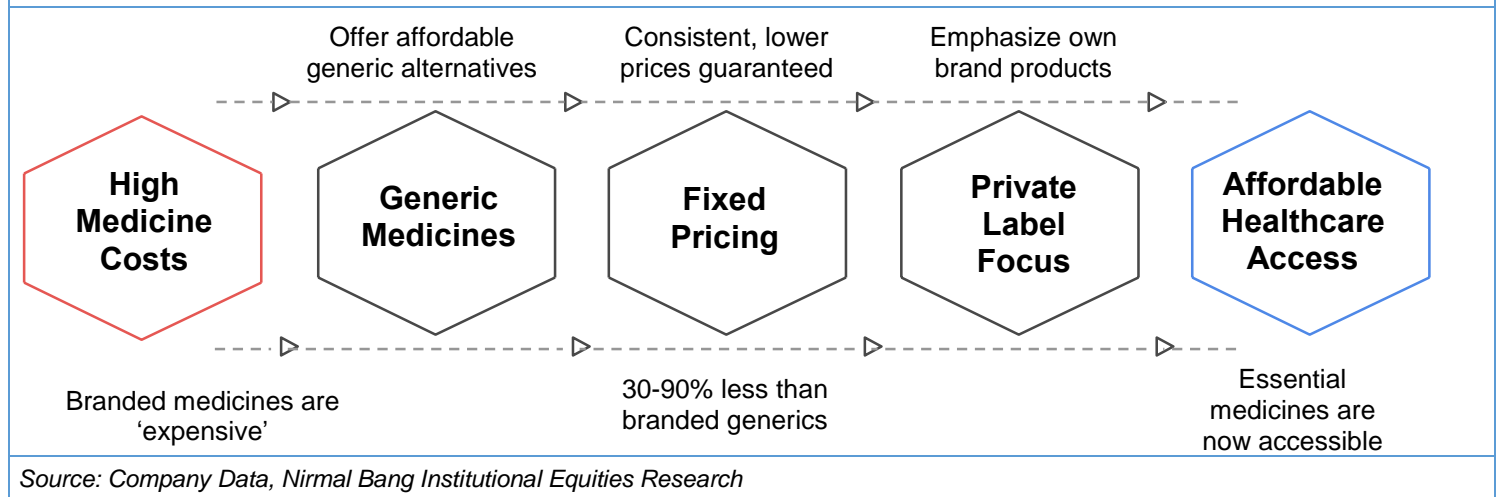 Offer affordable
generic alternatives
Consistent, lower
prices guaranteed
Emphasize own
brand products
High
Medicine
Costs
Generic
Medicines
Fixed
Pricing
Private
Label
Focus
Affordable
Healthcare
Access
Branded medicines are
‘expensive’
30-90% less than
branded generics
Essential
medicines are
now accessible
Source: Company Data, Nirmal Bang Institutional Equities Research